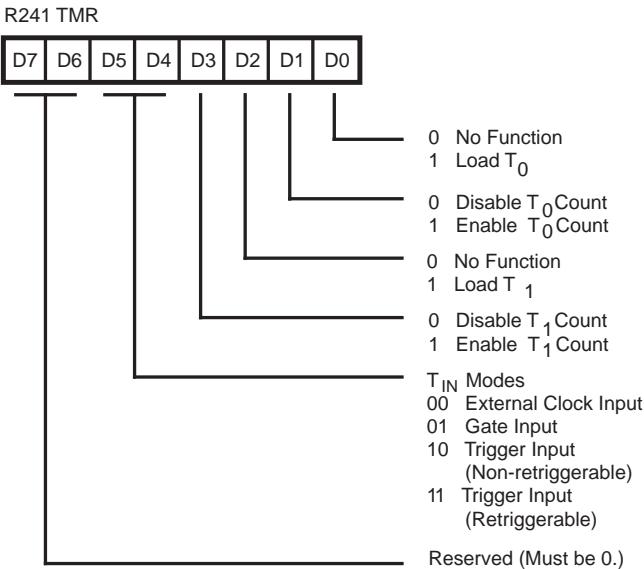 R241 TMR
D7 D6 D5 D4 D3 D2 D1 D0
0 No Function
1 Load T0
0 Disable T0 Count
1 Enable T0 Count
0 No Function
1 Load T 1
0 Disable T1 Count
1 Enable T1 Count
TIN Modes
00 External Clock Input
01 Gate Input
10 Trigger Input
(Non-retriggerable)
11 Trigger Input
(Retriggerable)
Reserved (Must be 0.)